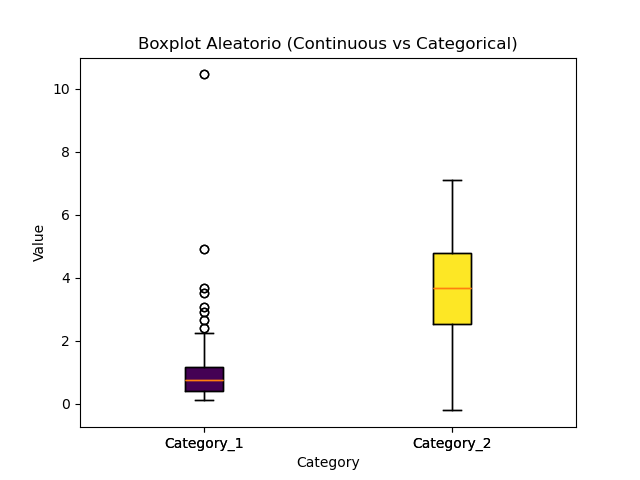 Boxplot Aleatorio (Continuous vs Categorical)
10
8
6
4
2
0
Value
Category_1
Category_2
Category